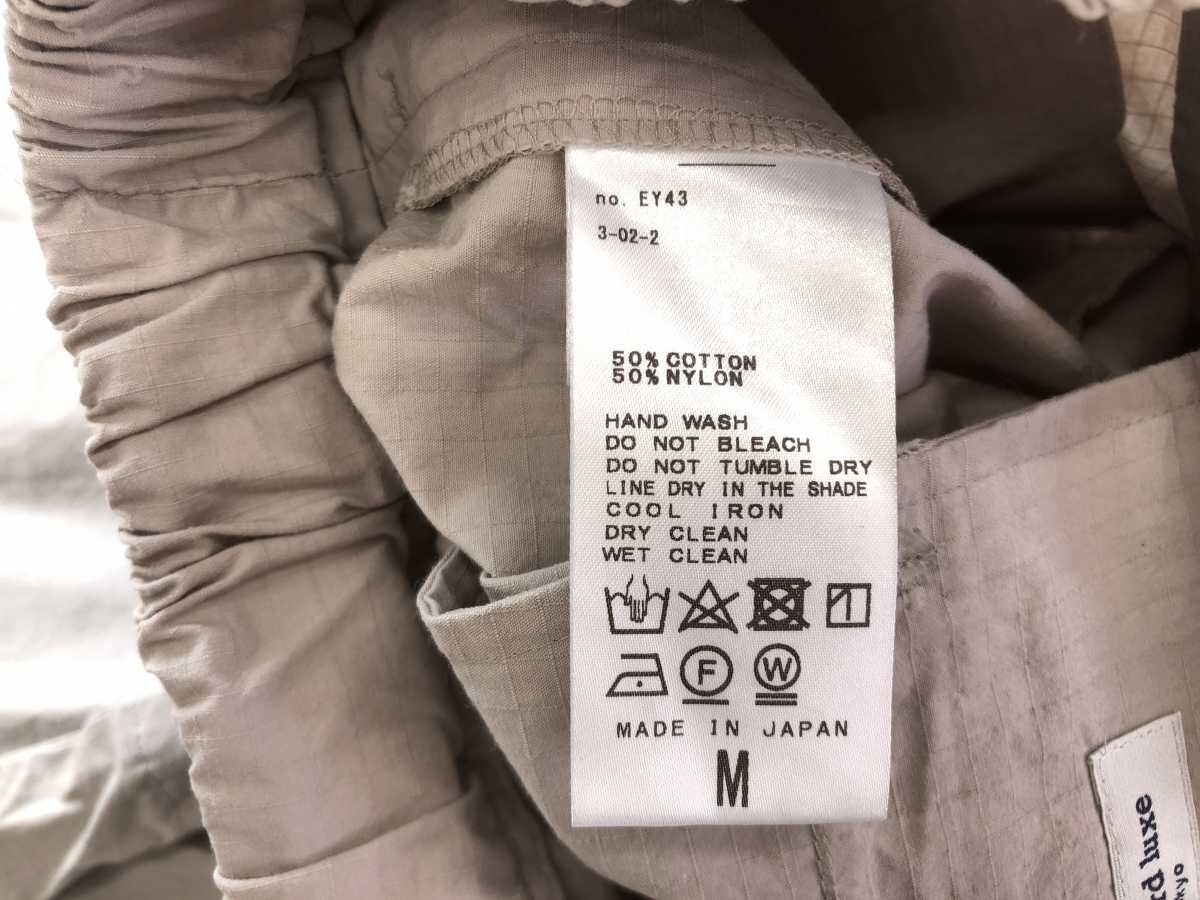 no. EY43
3-02-2
50% COTTON
50% NYLON
HAND WASH
DO NOT BLEACH
DO NOT TUMBLE DRY
LINE DRY IN THE SHADE
COOL IRON
DRY CLEAN
WET CLEAN
F W
MADE IN JAPAN
M
luxe